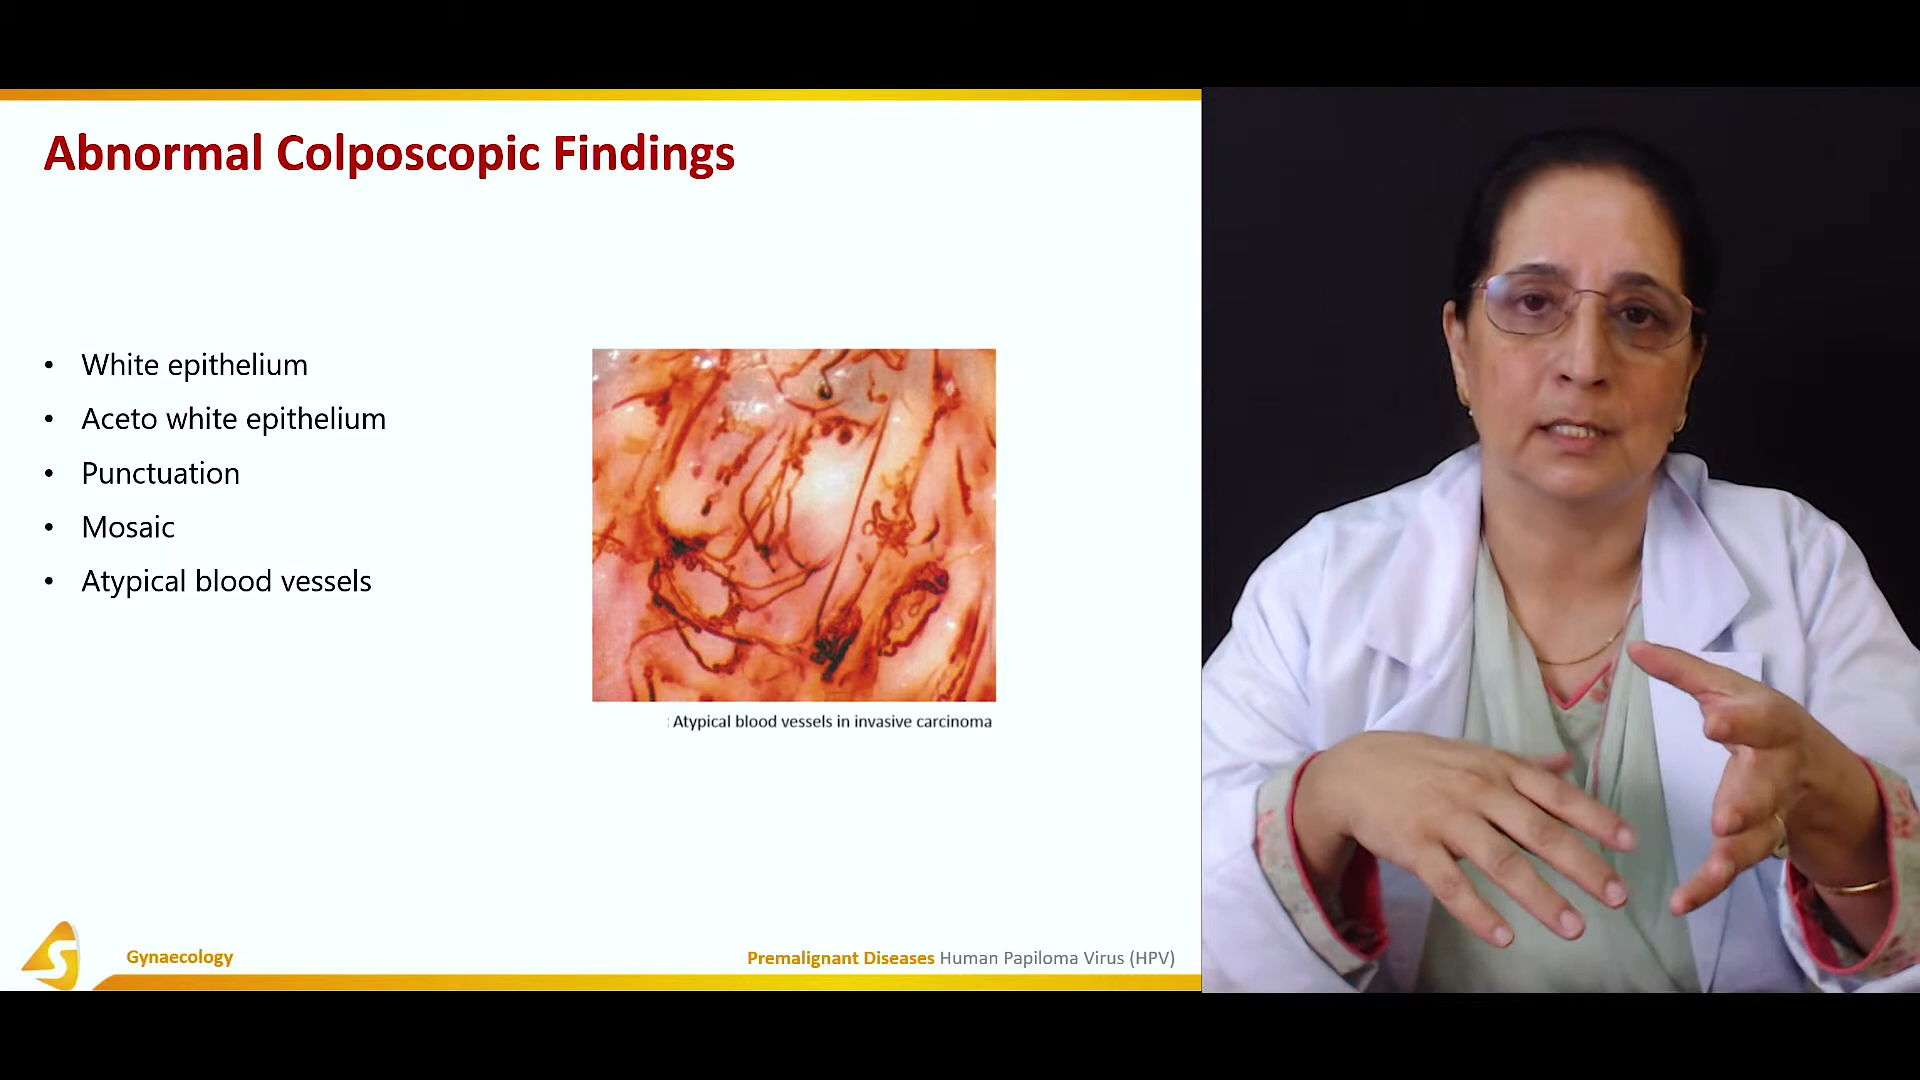 Abnormal Colposcopic Findings
• White epithelium
• Aceto white epithelium
• Punctuation
• Mosaic
• Atypical blood vessels
: Atypical blood vessels in invasive carcinoma
S
Gynaecology
Premalignant Diseases Human Papiloma Virus (HPV)